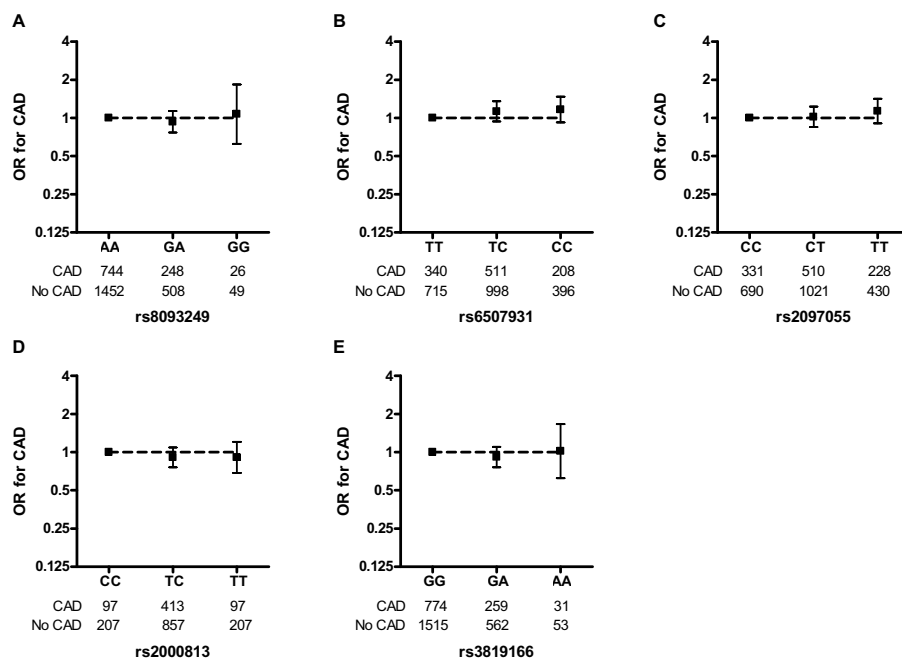 A
4
2
1
0.5
0.25
0.125
OR for CAD
AA GA GG
CAD 744 248 26
No CAD 1452 508 49
rs8093249
B
4
2
1
0.5
0.25
0.125
OR for CAD
TT TC CC
CAD 340 511 208
No CAD 715 998 396
rs6507931
C
4
2
1
0.5
0.25
0.125
OR for CAD
CC CT TT
CAD 331 510 228
No CAD 690 1021 430
rs2097055
D
4
2
1
0.5
0.25
0.125
OR for CAD
CC TC TT
CAD 97 413 97
No CAD 207 857 207
rs2000813
E
4
2
1
0.5
0.25
0.125
OR for CAD
GG GA AA
CAD 774 259 31
No CAD 1515 562 53
rs3819166